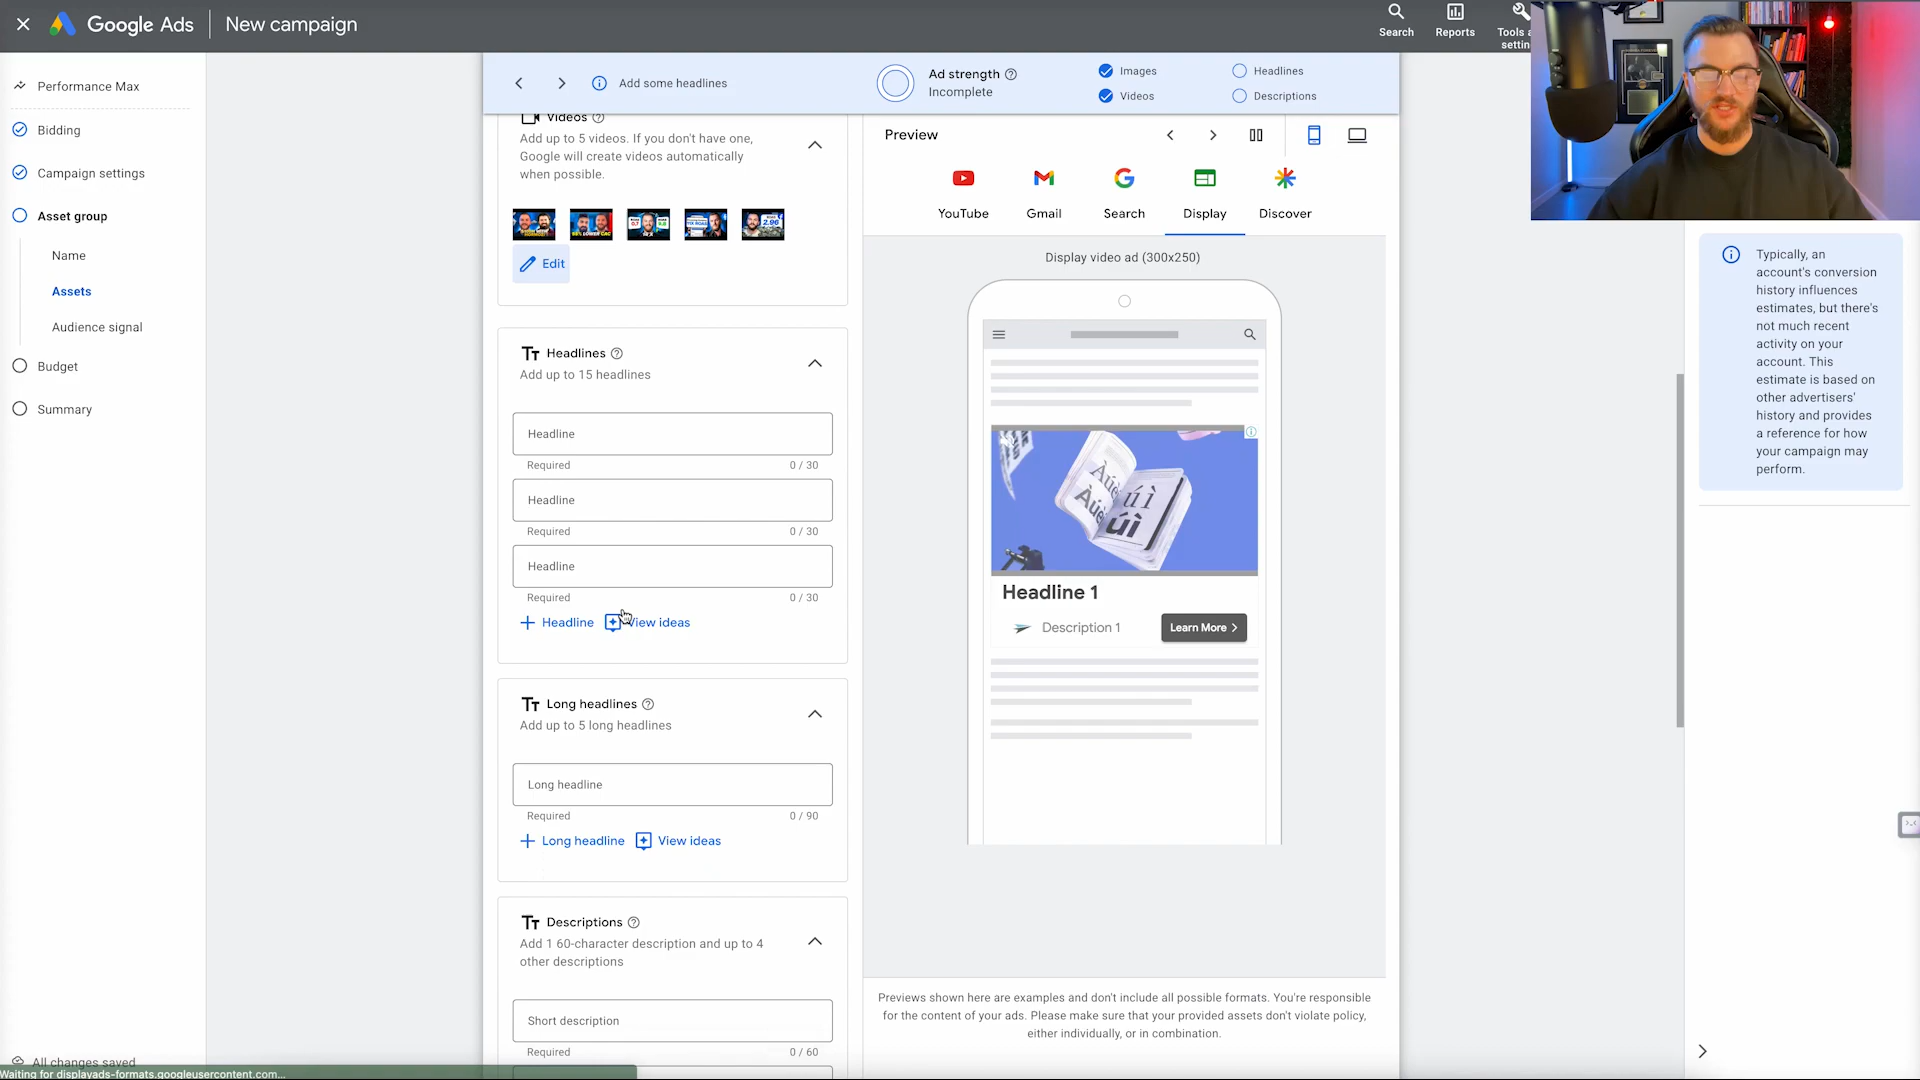 Google Ads
New campaign
Search
Reports
Tools a
settin
Performance Max
Bidding
Campaign settings
Asset group
Name
Assets
Audience signal
Budget
Summary
All changes saved
Waiting for displayads-formats.googleusercontent.com...
Add some headlines
Ad strength
Incomplete
Images
Videos
Headlines
Descriptions
Videos
Add up to 5 videos. If you don't have one,
Google will create videos automatically
when possible.
Edit
Headlines
Add up to 15 headlines
Headline
Required
0 / 30
Headline
Required
0 / 30
Headline
Required
0 / 30
Headline
View ideas
Long headlines
Add up to 5 long headlines
Long headline
Required
0 / 90
Long headline
View ideas
Descriptions
Add 1 60-character description and up to 4
other descriptions
Short description
Required
0 / 60
Preview
YouTube
Gmail
Search
Display
Discover
Display video ad (300x250)
Headline 1
Description 1
Learn More
Previews shown here are examples and don't include all possible formats. You're responsible
for the content of your ads. Please make sure that your provided assets don't violate policy,
either individually, or in combination.
Typically, an
account's conversion
history influences
estimates, but there's
not much recent
activity on your
account. This
estimate is based on
other advertisers'
history and provides
a reference for how
your campaign may
perform.